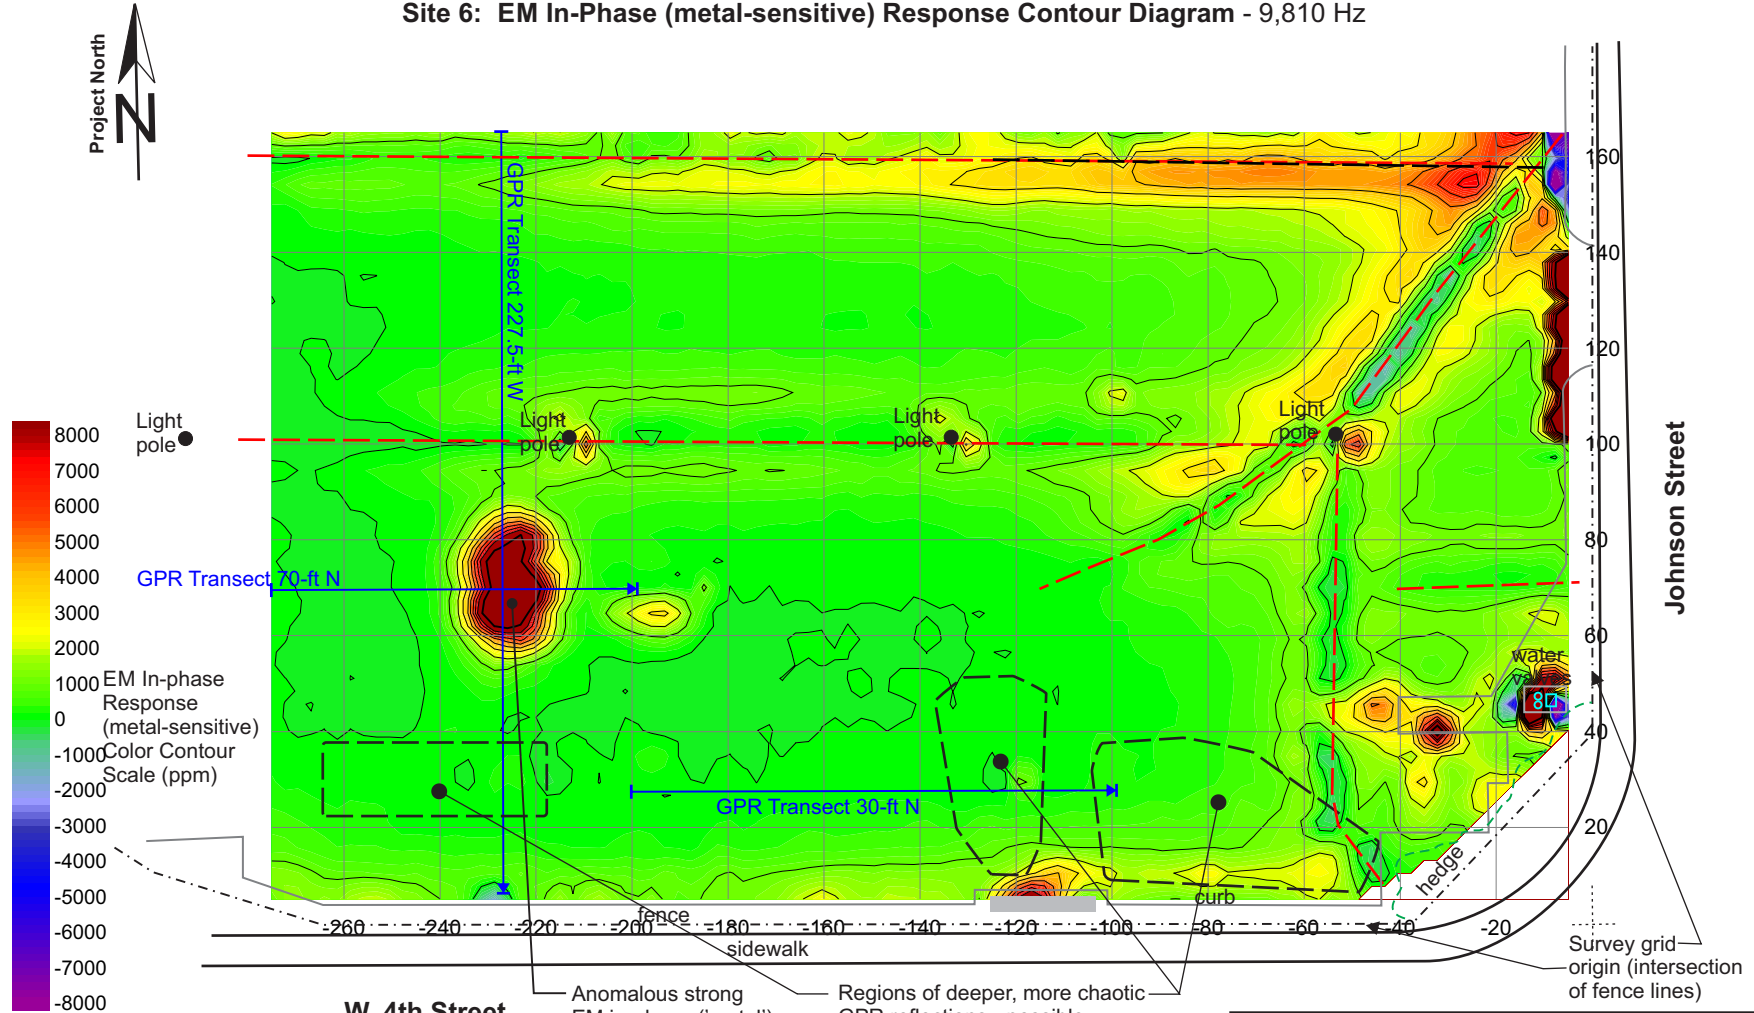 Site 6: EM In-Phase (metal-sensitive) Response Contour Diagram - 9,810 Hz
Project North
N
GPR Transect 227.5-ft W
160
140
120
100
80
60
40
20
Light
pole
Light
pole
Light
pole
Light
pole
Johnson Street
8000
7000
6000
5000
4000
3000
2000
1000
0
-1000
-2000
-3000
-4000
-5000
-6000
-7000
-8000
EM In-phase
Response
(metal-sensitive)
Color Contour
Scale (ppm)
GPR Transect 70-ft N
water
valves
GPR Transect 30-ft N
hedge
curb
fence
-260
-240
-220
-200
-180
-160
-140
-120
-100
-80
-60
-40
-20
sidewalk
Survey grid
origin (intersection
of fence lines)
Anomalous strong
Regions of deeper, more chaotic
W. 4th Street